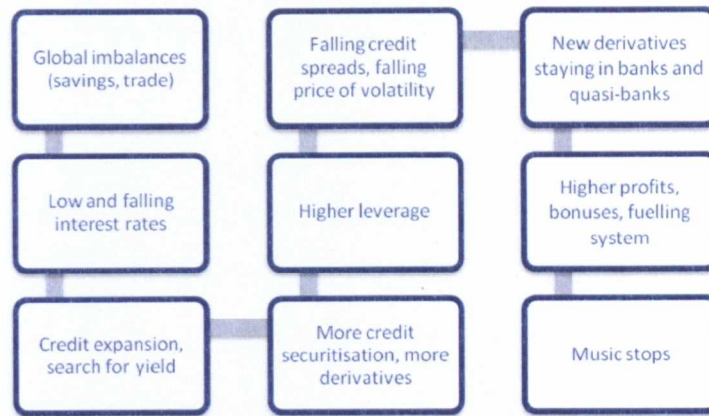 Global imbalances
(savings, trade)
Low and falling
interest rates
Credit expansion,
search for yield
More credit
securitisation, more
derivatives
Higher leverage
Falling credit
spreads, falling
price of volatility
New derivatives
staying in banks and
quasi-banks
Higher profits,
bonuses, fuelling
system
Music stops